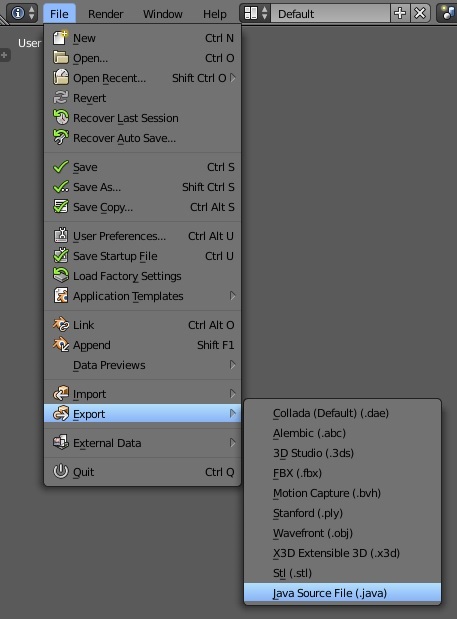 File Render Window Help Default
User
New Ctrl N
Open... Ctrl O
Open Recent... Shift Ctrl O
Revert
Recover Last Session
Recover Auto Save...
Save Ctrl S
Save As... Shift Ctrl S
Save Copy... Ctrl Alt S
User Preferences... Ctrl Alt U
Save Startup File Ctrl U
Load Factory Settings
Application Templates
Link Ctrl Alt O
Append Shift F1
Data Previews
Import
Export
External Data
Quit Ctrl Q
Collada (Default) (.dae)
Alembic (.abc)
3D Studio (.3ds)
FBX (.fbx)
Motion Capture (.bvh)
Stanford (.ply)
Wavefront (.obj)
X3D Extensible 3D (.x3d)
Stl (.stl)
Java Source File (.java)